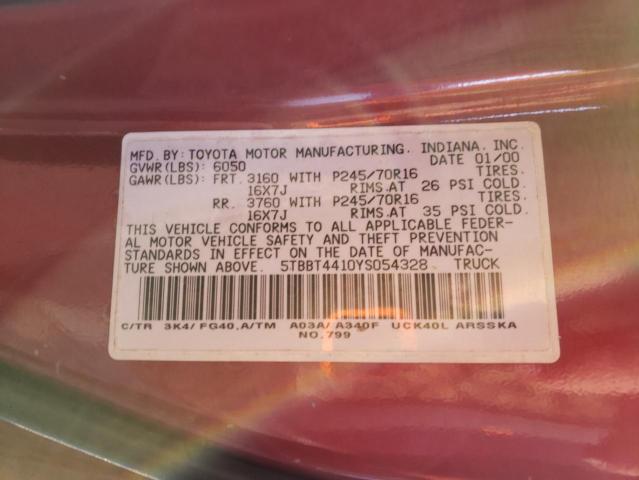 MFD. BY: TOYOTA MOTOR MANUFACTURING, INDIANA, INC.
GVWR(LBS): 6050 DATE 01/00
GAWR(LBS): FRT. 3160 WITH P245/70R16 TIRES.
16X7J RIMS.AT 26 PSI COLD.
RR. 3760 WITH P245/70R16 TIRES.
16X7J RIMS.AT 35 PSI COLD.
THIS VEHICLE CONFORMS TO ALL APPLICABLE FEDER-
AL MOTOR VEHICLE SAFETY AND THEFT PREVENTION
STANDARDS IN EFFECT ON THE DATE OF MANUFAC-
TURE SHOWN ABOVE. 5TBBT4410YS054328 TRUCK
C/TR 3K4/ FG40,A/TM A03A/ A340F UCK40L ARSSKA
NO.799